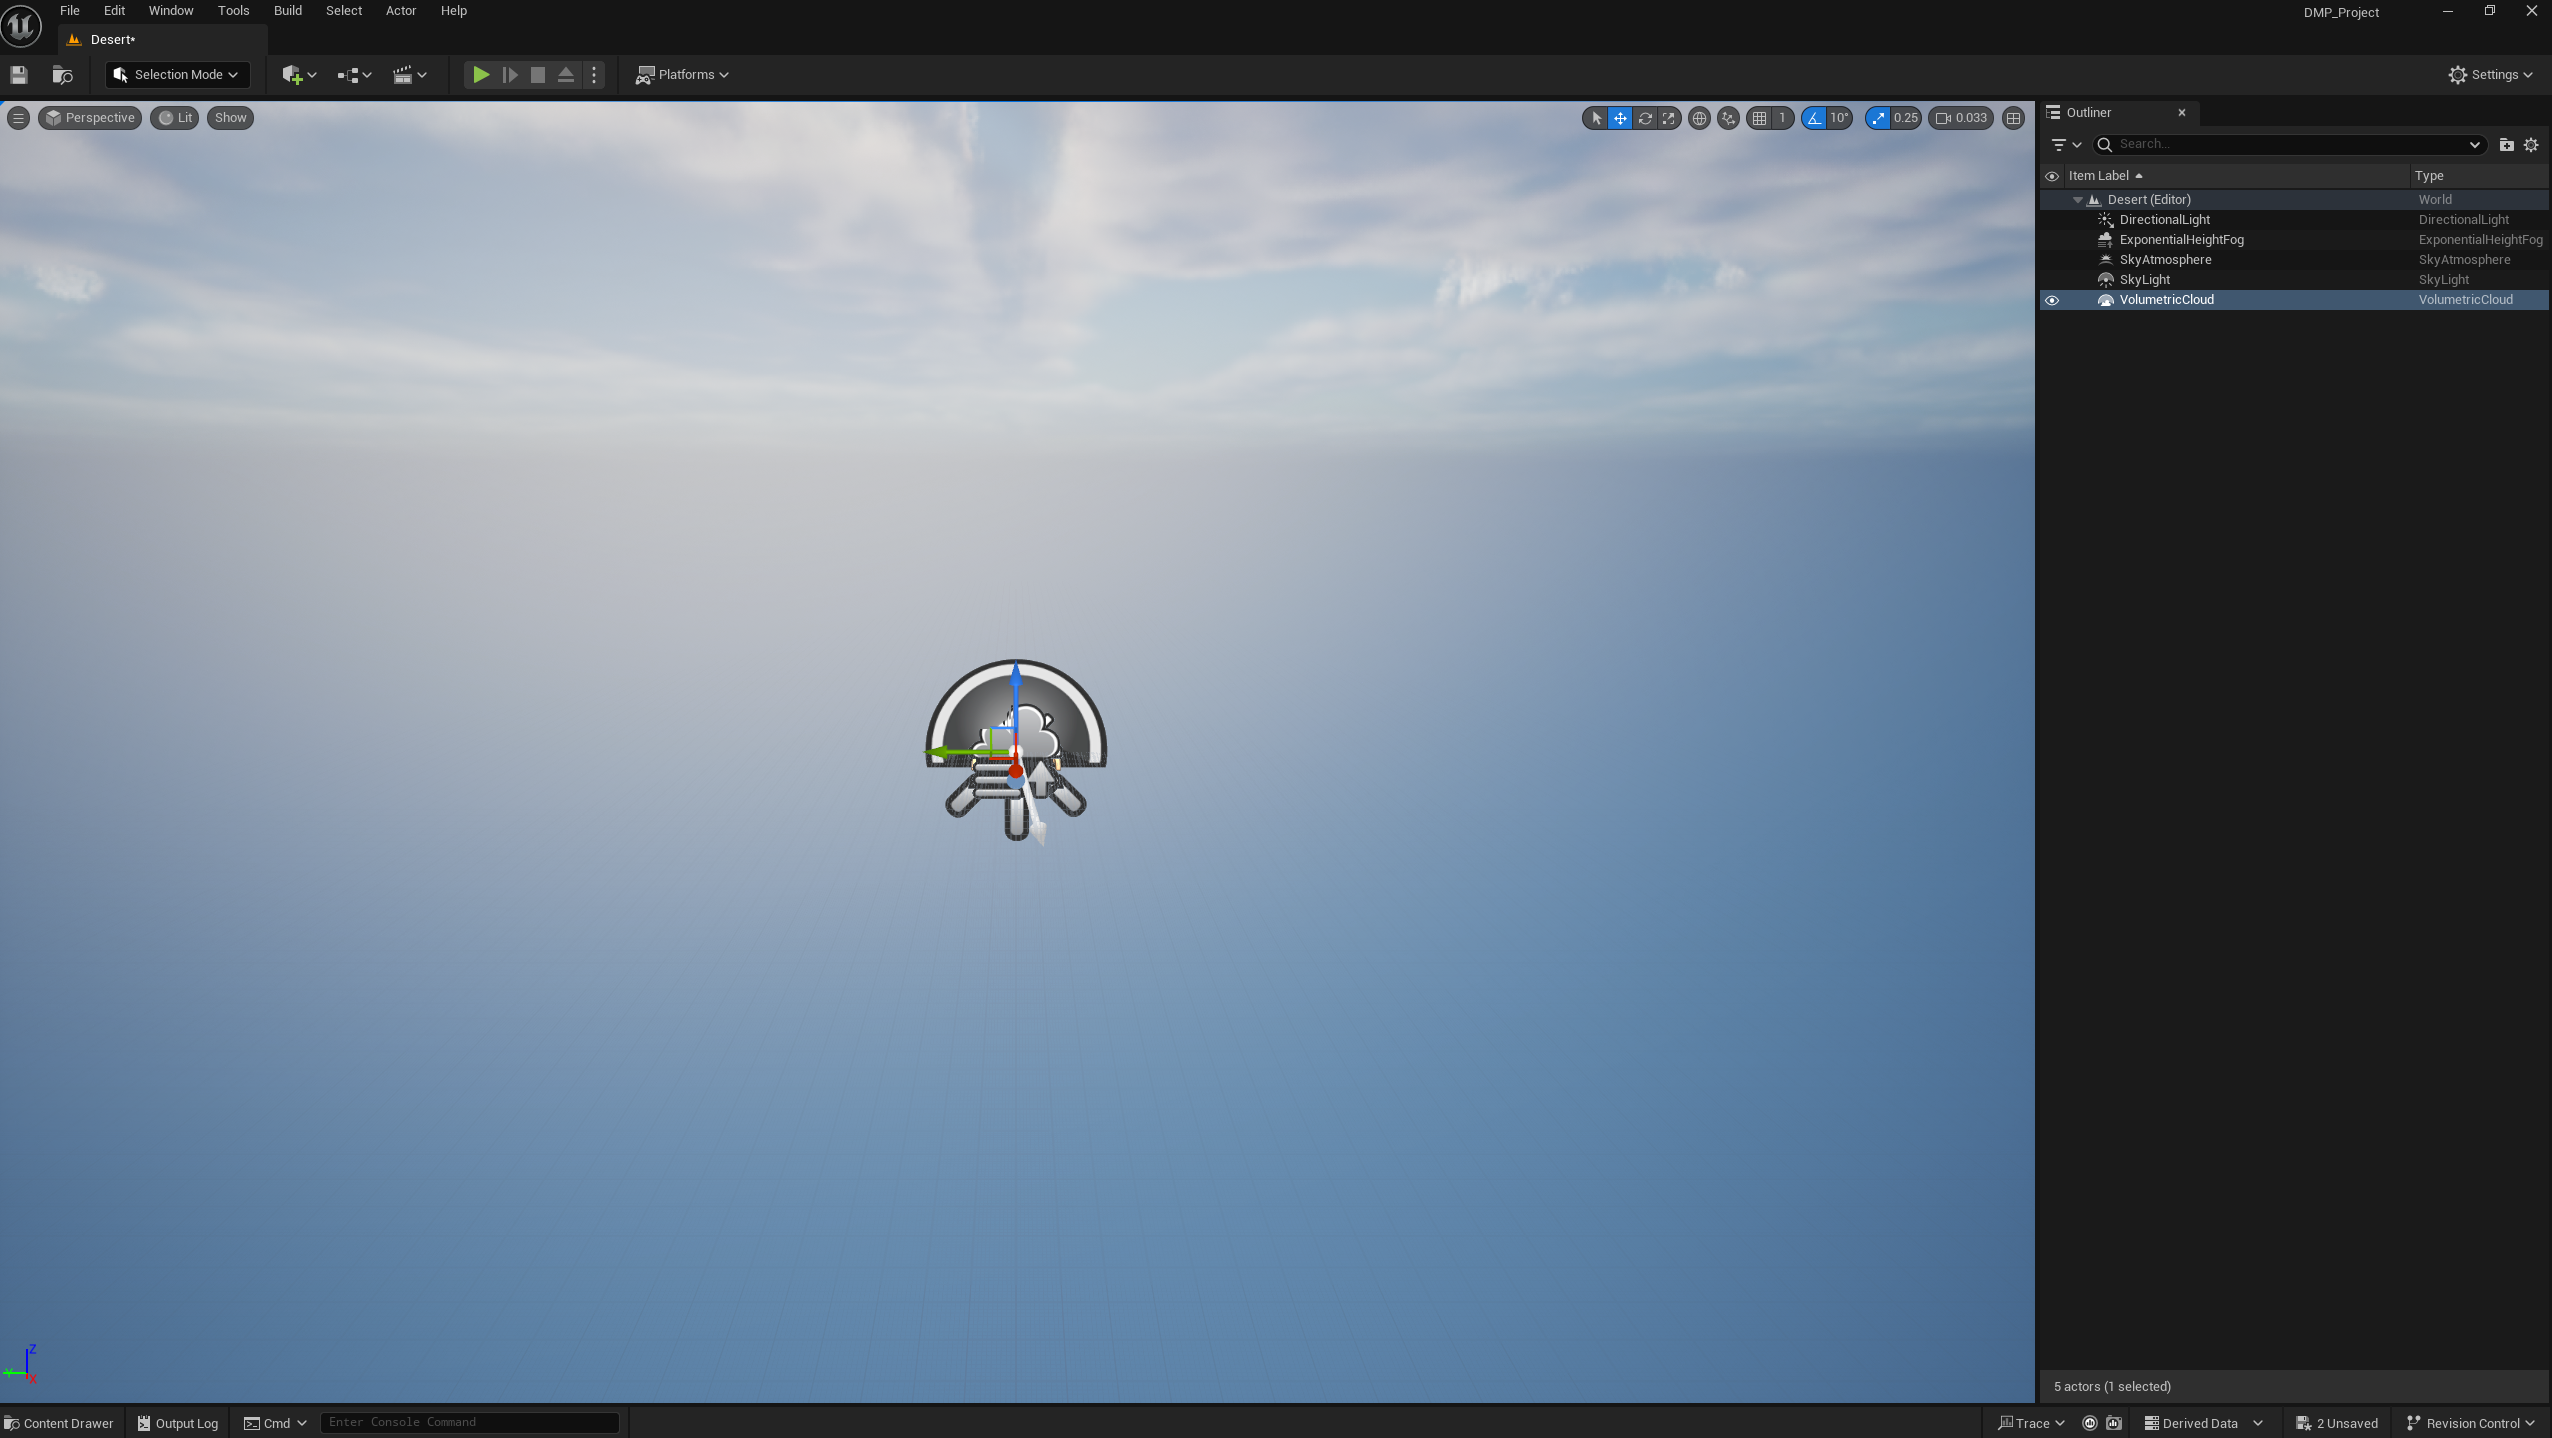 File Edit Window Tools Build Select Actor Help
DMP_Project
Desert*
Selection Mode
Platforms
Settings
Perspective Lit Show
1 10° 0.25 0.033
Outliner
Search...
Item Label Type
Desert (Editor) World
DirectionalLight DirectionalLight
ExponentialHeightFog ExponentialHeightFog
SkyAtmosphere SkyAtmosphere
SkyLight SkyLight
VolumetricCloud VolumetricCloud
Z
Y
X
5 actors (1 selected)
Content Drawer Output Log Cmd Enter Console Command Trace Derived Data 2 Unsaved Revision Control